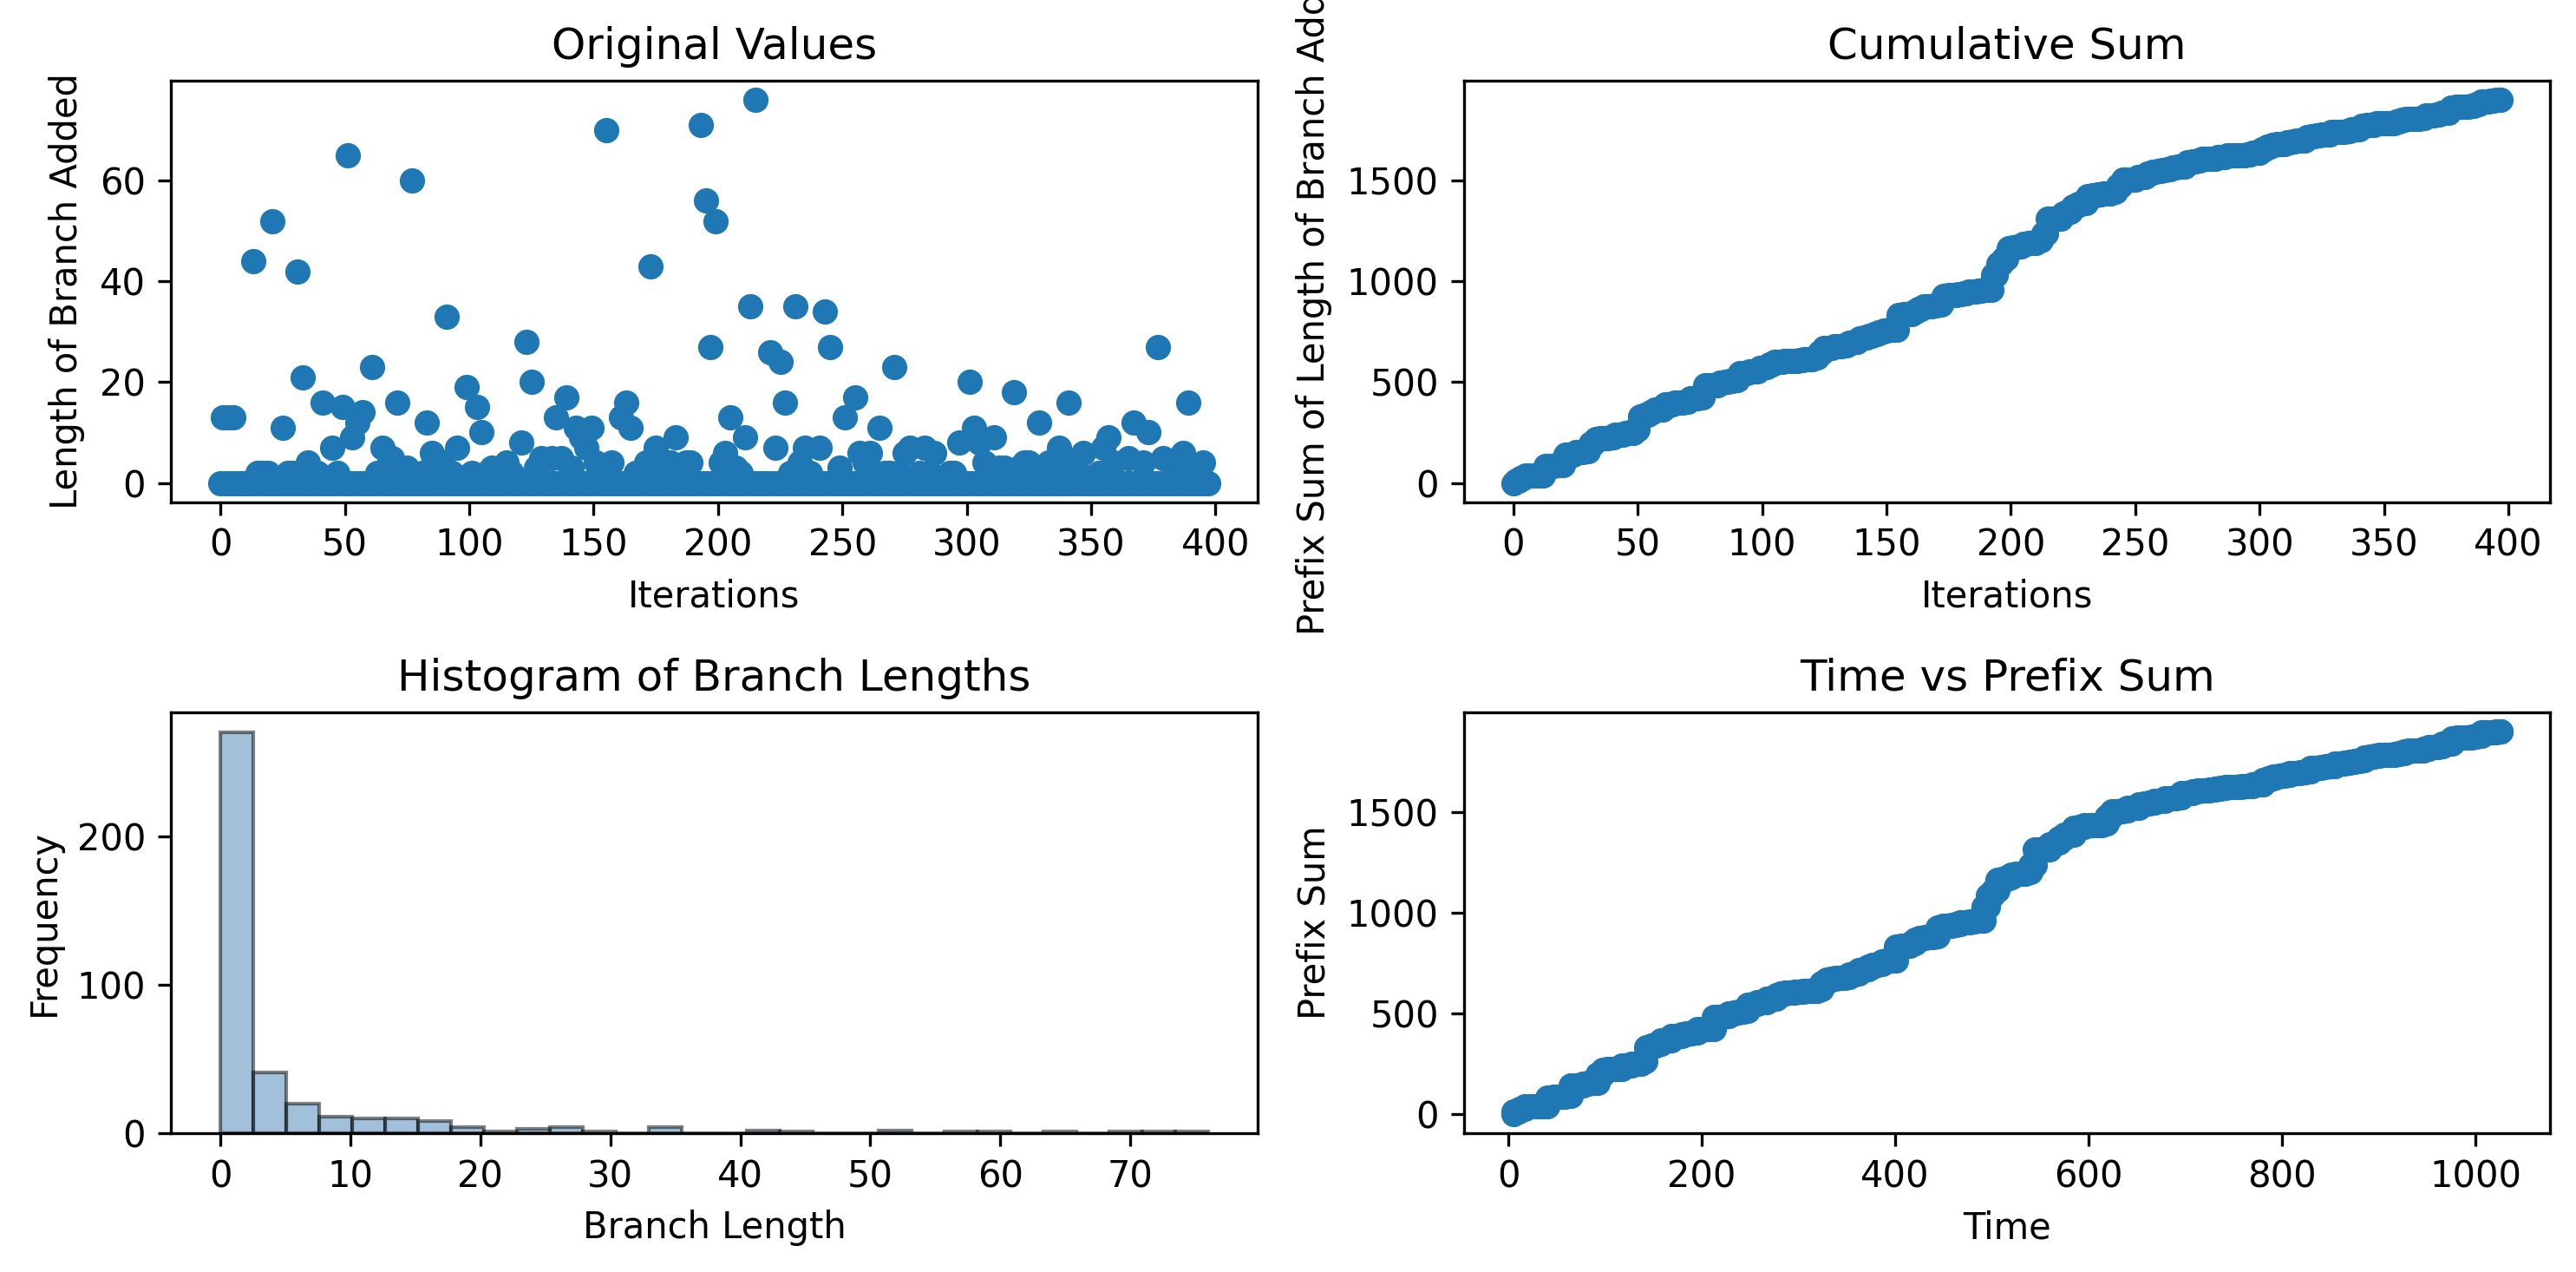 Original Values
Length of Branch Added
60
40
20
0
0 50 100 150 200 250 300 350 400
Iterations
Cumulative Sum
Prefix Sum of Length of Branch
1500
1000
500
0
0 50 100 150 200 250 300 350 400
Iterations
Histogram of Branch Lengths
Frequency
200
100
0
0 10 20 30 40 50 60 70
Branch Length
Time vs Prefix Sum
Prefix Sum
1500
1000
500
0
0 200 400 600 800 1000
Time